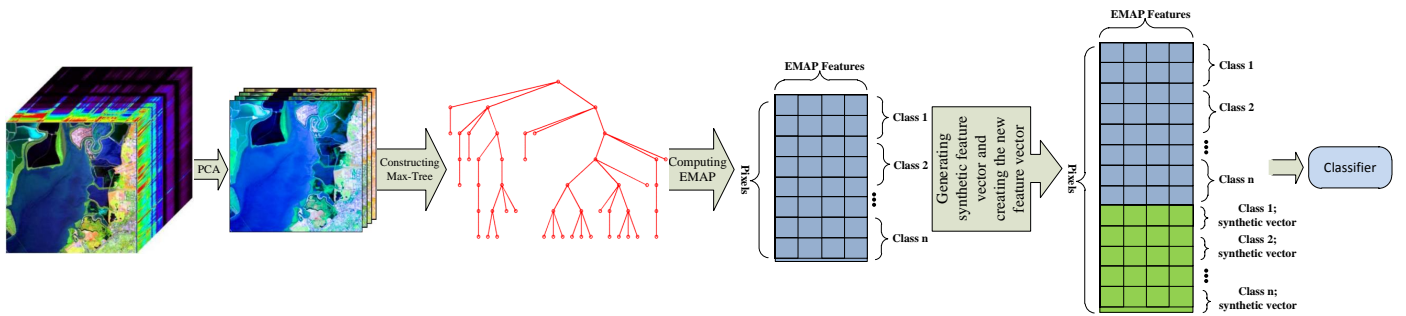 PCA
Constructing
Max-Tree
Computing
EMAP
EMAP Features
Pixels
Class 1
Class 2
Class n
Generating
synthetic feature
vector and
creating the new
feature vector
EMAP Features
Pixels
Class 1
Class 2
Class n
Class 1;
synthetic vector
Class 2;
synthetic vector
Class n;
synthetic vector
Classifier